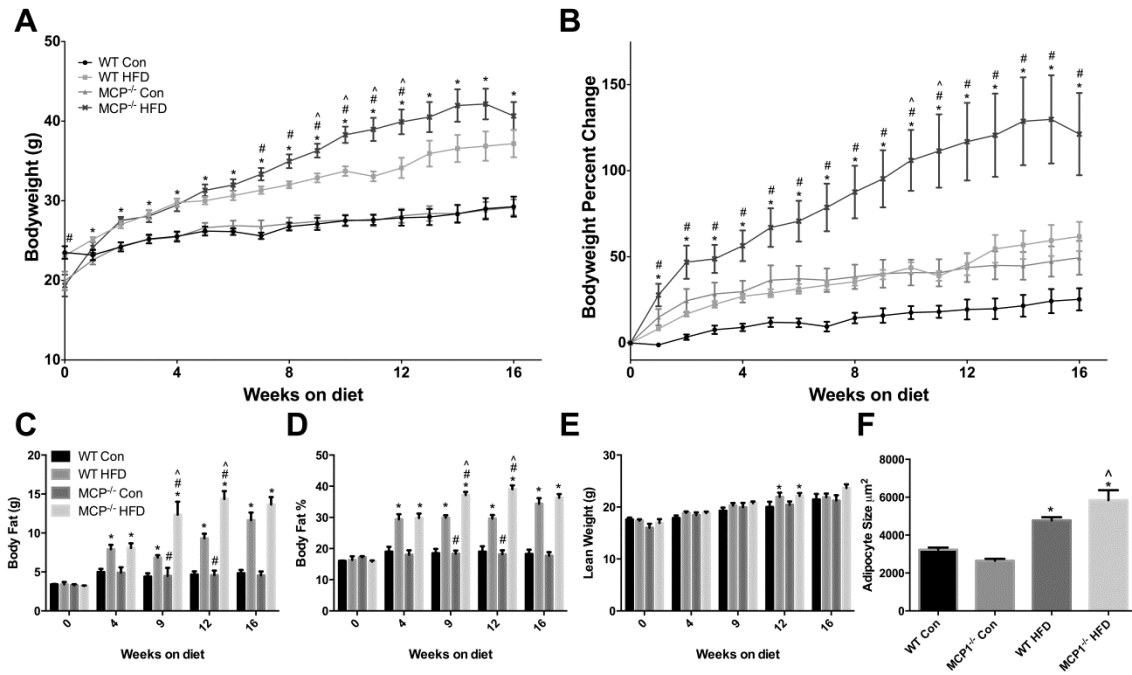 A
WT Con
WT HFD
MCP-/- Con
MCP-/- HFD
Bodyweight (g)
50
40
30
20
10
# * * * * * * # * # * ^ # * ^ # * ^ # * ^ # * * * * *
0 4 8 12 16
Weeks on diet
B
Bodyweight Percent Change
150
100
50
0
# * # * # * # * # * # * # * # * # * ^ # * ^ # * # * # * # * # * # *
0 4 8 12 16
Weeks on diet
C
WT Con
WT HFD
MCP-/- Con
MCP-/- HFD
Body Fat (g)
20
15
10
5
0
* * * # ^ # * * # ^ # * * *
0 4 9 12 16
Weeks on diet
D
Body Fat %
50
40
30
20
10
* * * # ^ # * * # ^ # * * *
0 4 9 12 16
Weeks on diet
E
Lean Weight (g)
30
25
20
15
10
5
0
* *
0 4 9 12 16
Weeks on diet
F
Adipocyte Size µm2
8000
6000
4000
2000
0
* ^ *
WT Con
MCP1-/- Con
WT HFD
MCP1-/- HFD